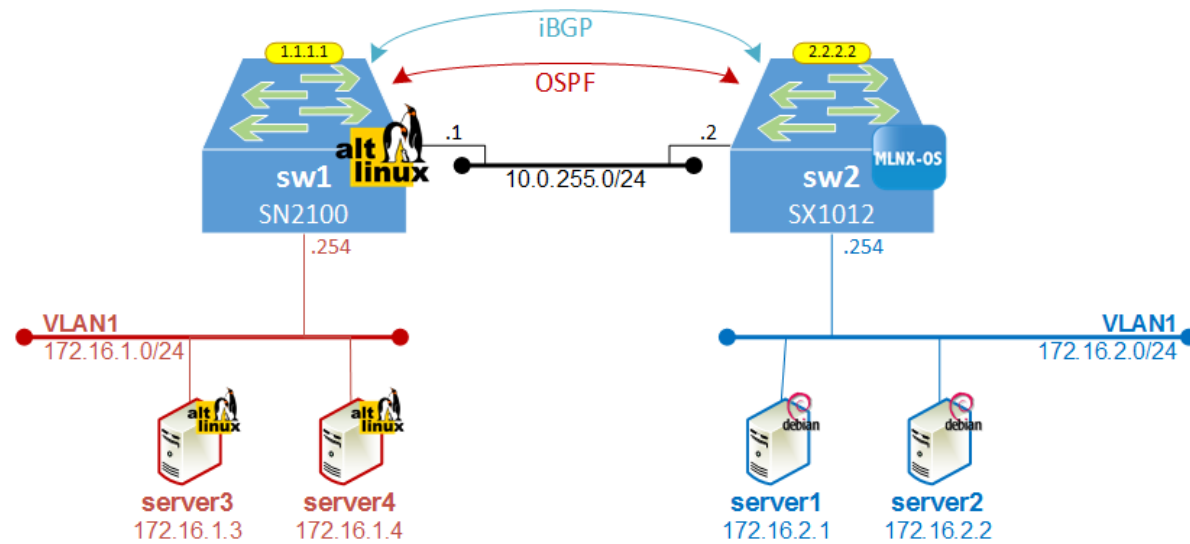 iBGP
1.1.1.1
2.2.2.2
OSPF
.1
.2
alt
linux
MLNX-OS
10.0.255.0/24
sw1
sw2
SN2100
SX1012
.254
.254
VLAN1
VLAN1
172.16.1.0/24
172.16.2.0/24
alt
linux
alt
linux
debian
debian
server3
server4
server1
server2
172.16.1.3
172.16.1.4
172.16.2.1
172.16.2.2